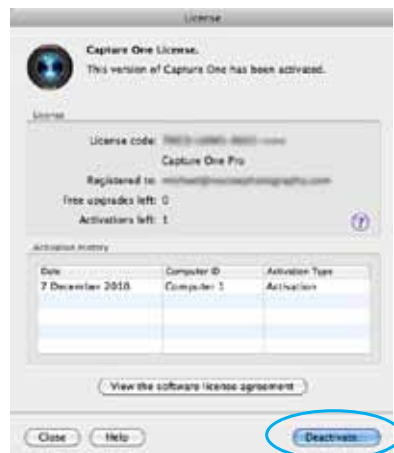 License
Capture One License.
This version of Capture One has been activated.
License
License code:
Capture One Pro
Registered to:
Free upgrades left: 0
Activations left: 1
?
Activation History
Date Computer ID Activation Type
7 December 2010 Computer 1 Activation
View the software license agreement
Close Help Deactivate...